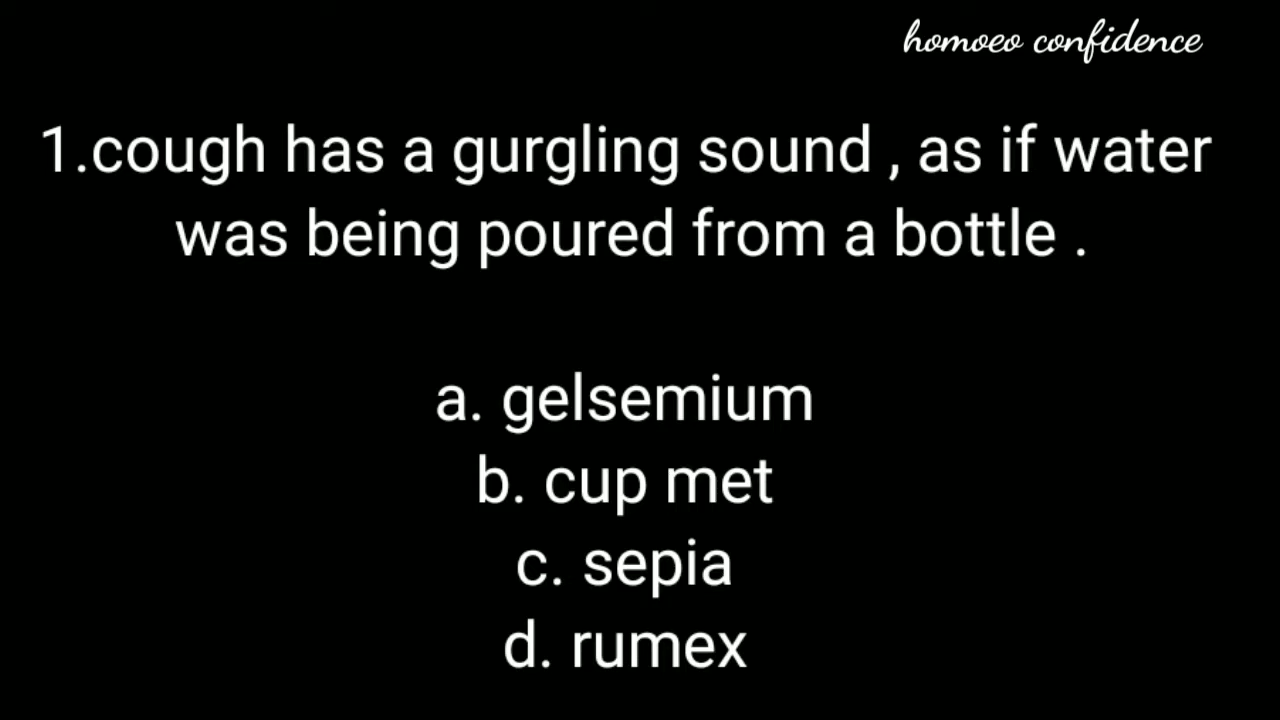 homoeo confidence
1.cough has a gurgling sound , as if water
was being poured from a bottle .
a. gelsemium
b. cup met
c. sepia
d. rumex